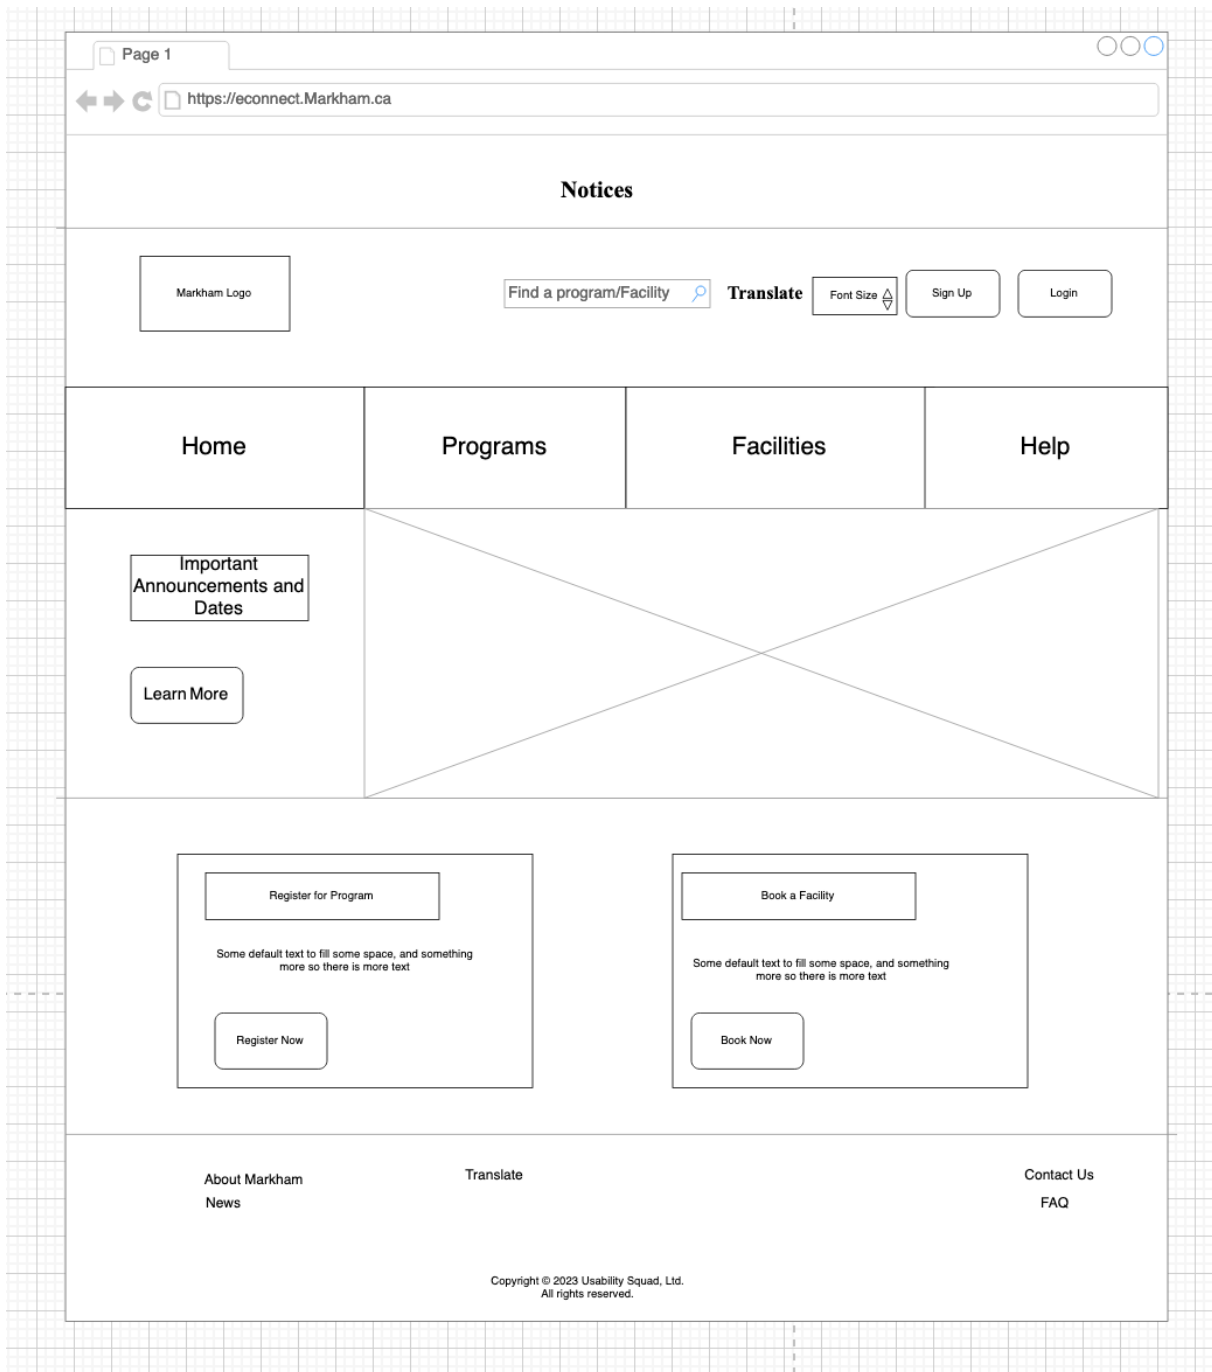 Page 1
https://econnect.Markham.ca
Notices
Markham Logo
Find a program/Facility
Translate
Font Size
Sign Up
Login
Home
Programs
Facilities
Help
Important
Announcements and
Dates
Learn More
Register for Program
Some default text to fill some space, and something
more so there is more text
Register Now
Book a Facility
Some default text to fill some space, and something
more so there is more text
Book Now
About Markham
News
Translate
Contact Us
FAQ
Copyright © 2023 Usability Squad, Ltd.
All rights reserved.